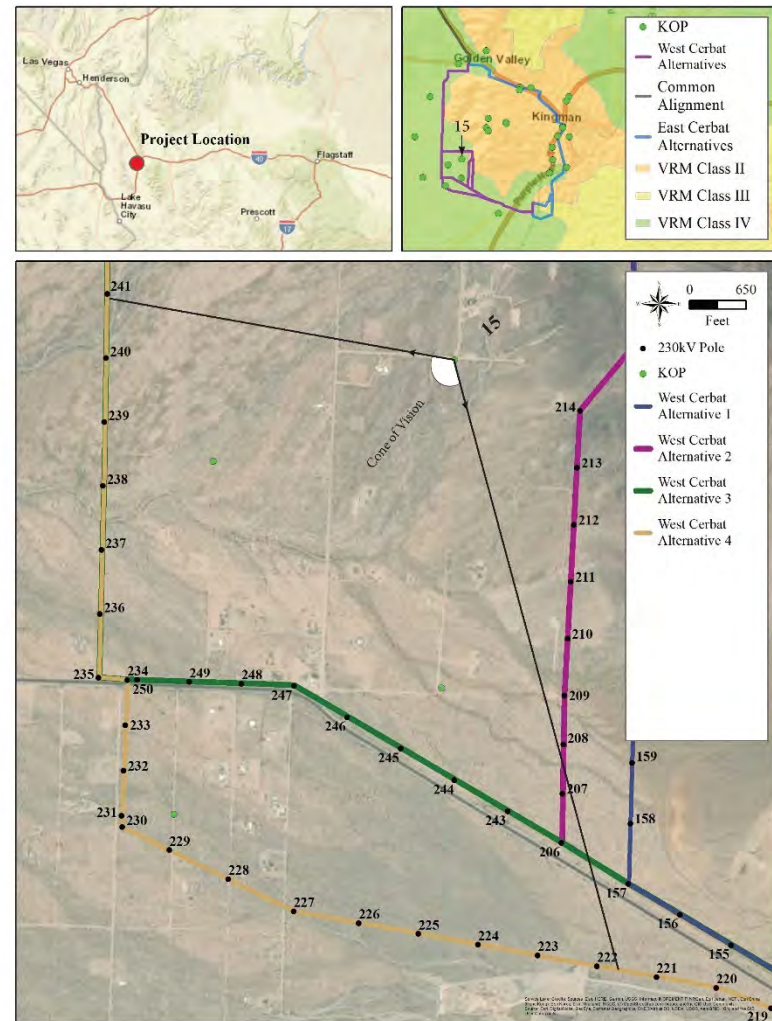 Las Vegas
Henderson
Project Location
40
Flagstaff
Lake
Havasu
City
Prescott
17
Golden Valley
Kingman
15
KOP
West Cerbat
Alternatives
Common
Alignment
East Cerbat
Alternatives
VRM Class II
VRM Class III
VRM Class IV
241
15
240
Cone of Vision
214
239
213
238
212
237
211
236
210
235
234
250
249
248
247
209
233
246
208
159
232
245
244
207
231
230
243
158
206
229
228
157
227
226
156
225
224
155
223
222
221
220
219
N
W
E
S
0
650
Feet
230kV Pole
KOP
West Cerbat
Alternative 1
West Cerbat
Alternative 2
West Cerbat
Alternative 3
West Cerbat
Alternative 4